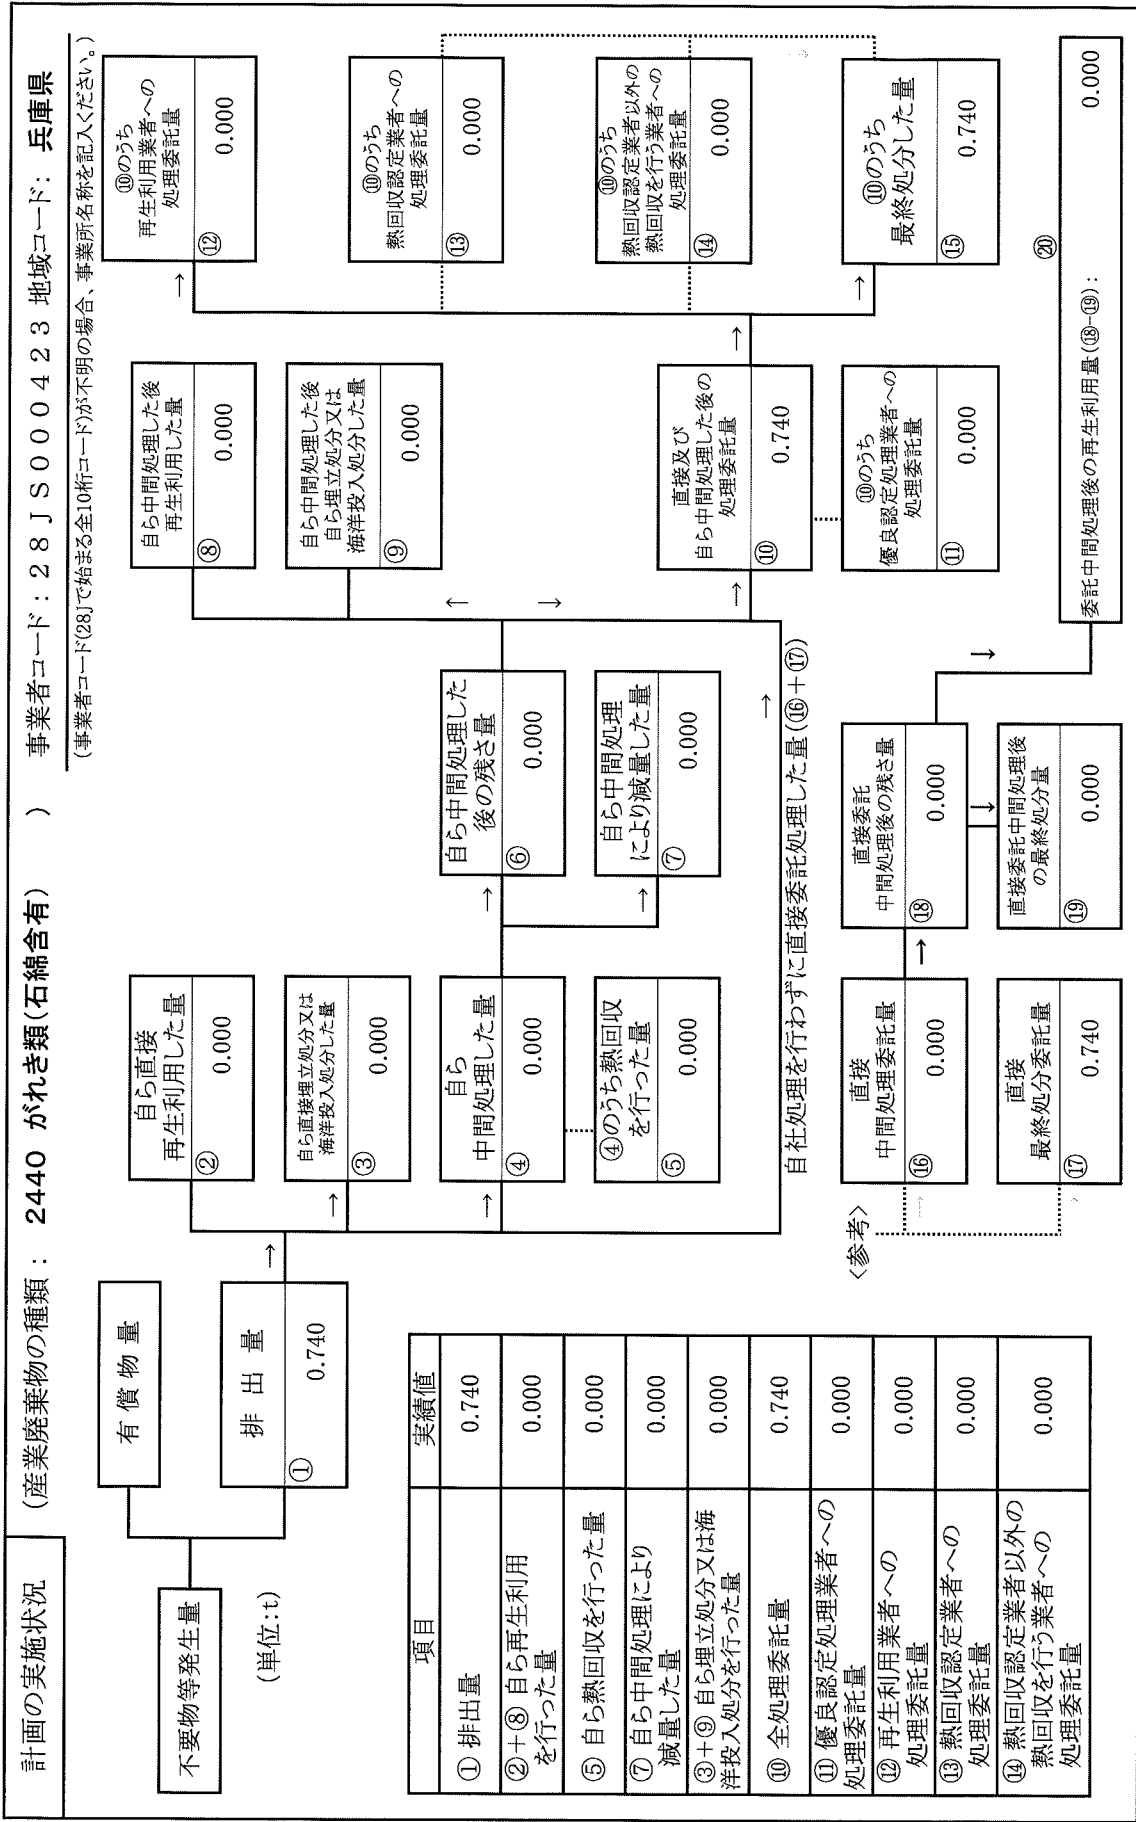 計画の実施状況
(産業廃棄物の種類： 2440 がれき類(石綿含有) )
事業者コード：28JS000423 地域コード： 兵庫県
(事業者コード(28Jで始まる全10桁コード)が不明の場合、事業所名称を記入ください。)
不要物等発生量
(単位:t)
有償物量
排出量
① 0.740
→
自ら直接
再生利用した量
② 0.000
→
自ら直接埋立処分又は
海洋投入処分した量
③ 0.000
→
自ら
中間処理した量
④ 0.000
④のうち熱回収
を行った量
⑤ 0.000
→
自ら中間処理した
後の残さ量
⑥ 0.000
→
自ら中間処理
により減量した量
⑦ 0.000
↑
↓
自ら中間処理した後
再生利用した量
⑧ 0.000
自ら中間処理した後
自ら埋立処分又は
海洋投入処分した量
⑨ 0.000
→
直接及び
自ら中間処理した後の
処理委託量
⑩ 0.740
⑩のうち
優良認定処理業者への
処理委託量
⑪ 0.000
→
→
⑩のうち
再生利用業者への
処理委託量
⑫ 0.000
⑩のうち
熱回収認定業者への
処理委託量
⑬ 0.000
⑩のうち
熱回収認定業者以外の
熱回収を行う業者への
処理委託量
⑭ 0.000
→
⑩のうち
最終処分した量
⑮ 0.740
自社処理を行わずに直接委託処理した量(⑯+⑰)
→
<参考>
直接
中間処理委託量
⑯ 0.000
直接
最終処分委託量
⑰ 0.740
→
直接委託
中間処理後の残さ量
⑱ 0.000
↓
直接委託中間処理後
の最終処分量
⑲ 0.000
↓
⑳
委託中間処理後の再生利用量(⑱-⑲)： 0.000
項目 実績値
① 排出量 0.740
②+⑧ 自ら再生利用
を行った量 0.000
⑤ 自ら熱回収を行った量 0.000
⑦ 自ら中間処理により
減量した量 0.000
③+⑨ 自ら埋立処分又は海
洋投入処分を行った量 0.000
⑩ 全処理委託量 0.740
⑪ 優良認定処理業者への
処理委託量 0.000
⑫ 再生利用業者への
処理委託量 0.000
⑬ 熱回収認定業者への
処理委託量 0.000
⑭ 熱回収認定業者以外の
熱回収を行う業者への
処理委託量 0.000